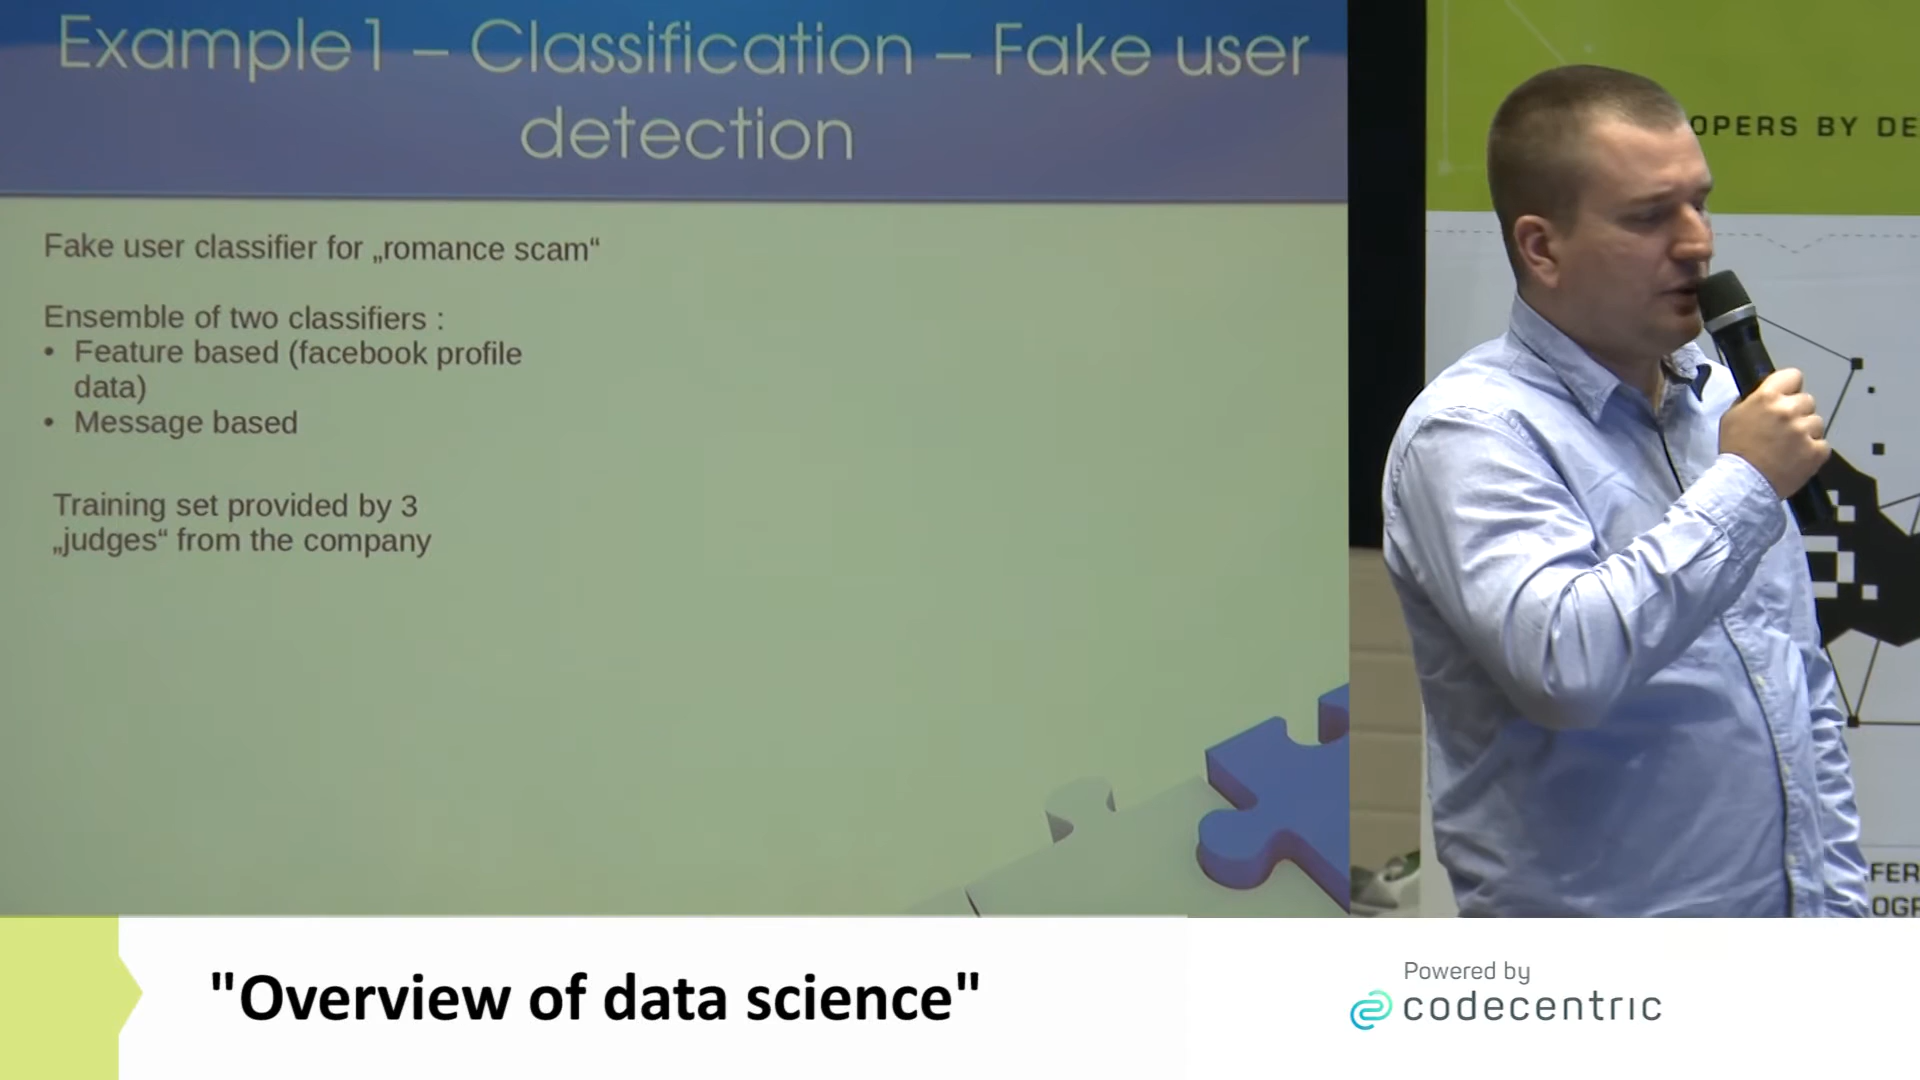 Example1 – Classification – Fake user
detection
Fake user classifier for „romance scam“
Ensemble of two classifiers :
• Feature based (facebook profile
data)
• Message based
Training set provided by 3
„judges“ from the company
OPERS BY DE
FER
OGR
"Overview of data science"
Powered by
codecentric